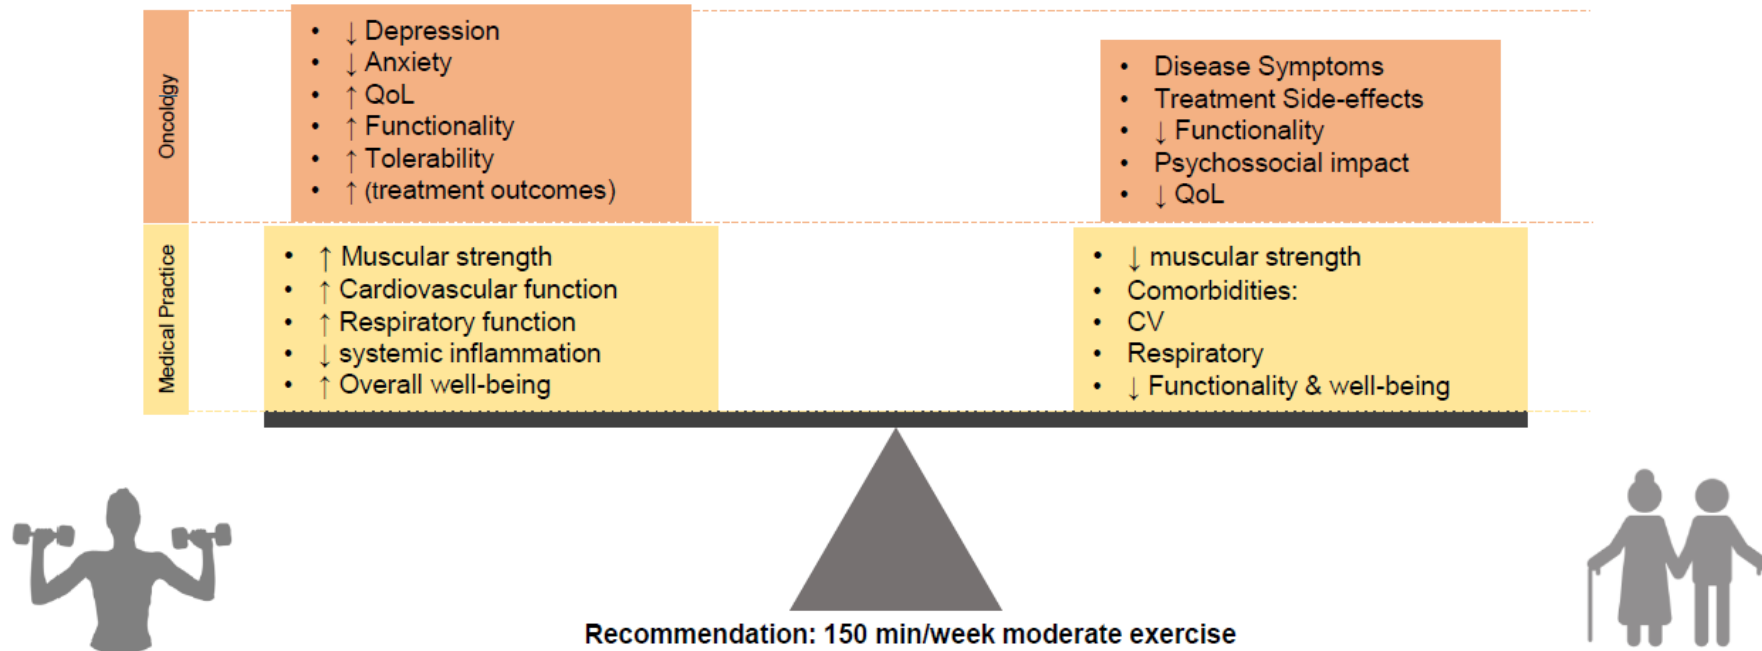 Oncology
• ↓ Depression
• ↓ Anxiety
• ↑ QoL
• ↑ Functionality
• ↑ Tolerability
• ↑ (treatment outcomes)
• Disease Symptoms
• Treatment Side-effects
• ↓ Functionality
• Psychossocial impact
• ↓ QoL
Medical Practice
• ↑ Muscular strength
• ↑ Cardiovascular function
• ↑ Respiratory function
• ↓ systemic inflammation
• ↑ Overall well-being
• ↓ muscular strength
• Comorbidities:
• CV
• Respiratory
• ↓ Functionality & well-being
Recommendation: 150 min/week moderate exercise